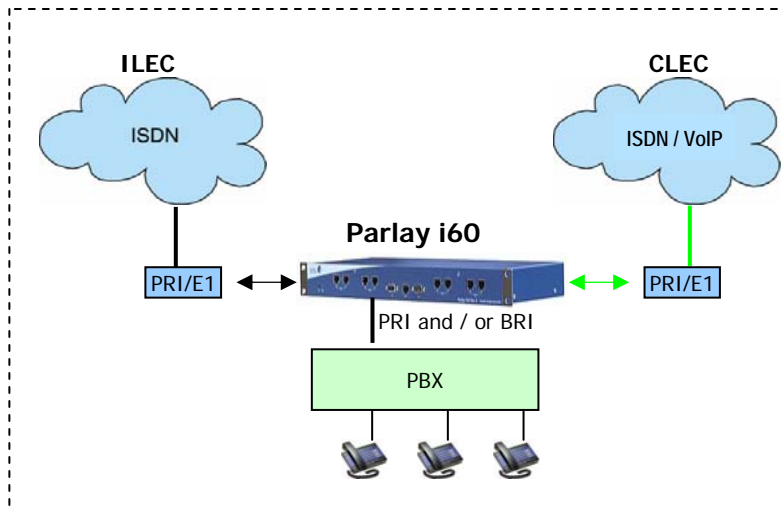 ILEC
CLEC
ISDN
ISDN / VoIP
Parlay i60
PRI/E1
PRI/E1
PRI and / or BRI
PBX